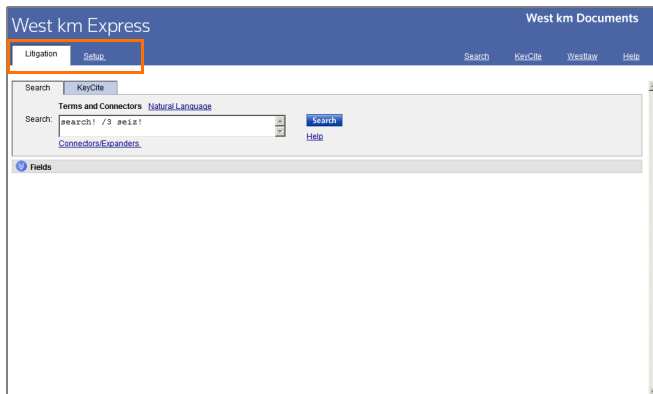 West km Express
West km Documents
Litigation Setup Search KeyCite Westlaw Help
Search KeyCite
Terms and Connectors Natural Language
Search: search! /3 seiz! Search
Help
Connectors/Expanders
Fields